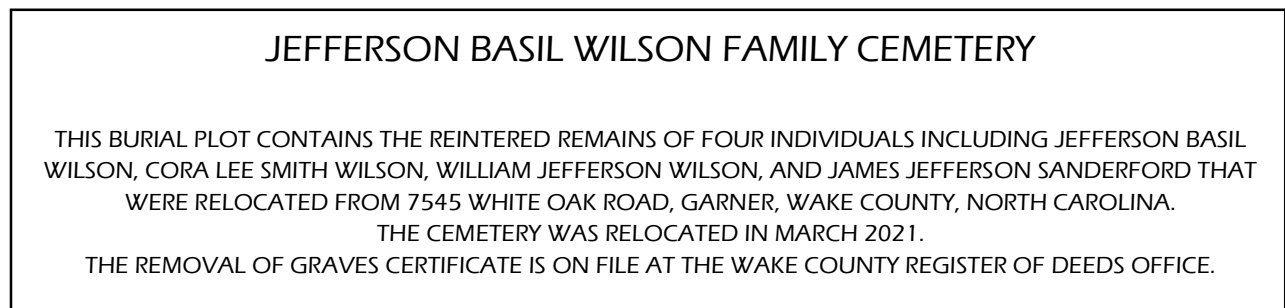 JEFFERSON BASIL WILSON FAMILY CEMETERY
THIS BURIAL PLOT CONTAINS THE REINTERED REMAINS OF FOUR INDIVIDUALS INCLUDING JEFFERSON BASIL
WILSON, CORA LEE SMITH WILSON, WILLIAM JEFFERSON WILSON, AND JAMES JEFFERSON SANDERFORD THAT
WERE RELOCATED FROM 7545 WHITE OAK ROAD, GARNER, WAKE COUNTY, NORTH CAROLINA.
THE CEMETERY WAS RELOCATED IN MARCH 2021.
THE REMOVAL OF GRAVES CERTIFICATE IS ON FILE AT THE WAKE COUNTY REGISTER OF DEEDS OFFICE.